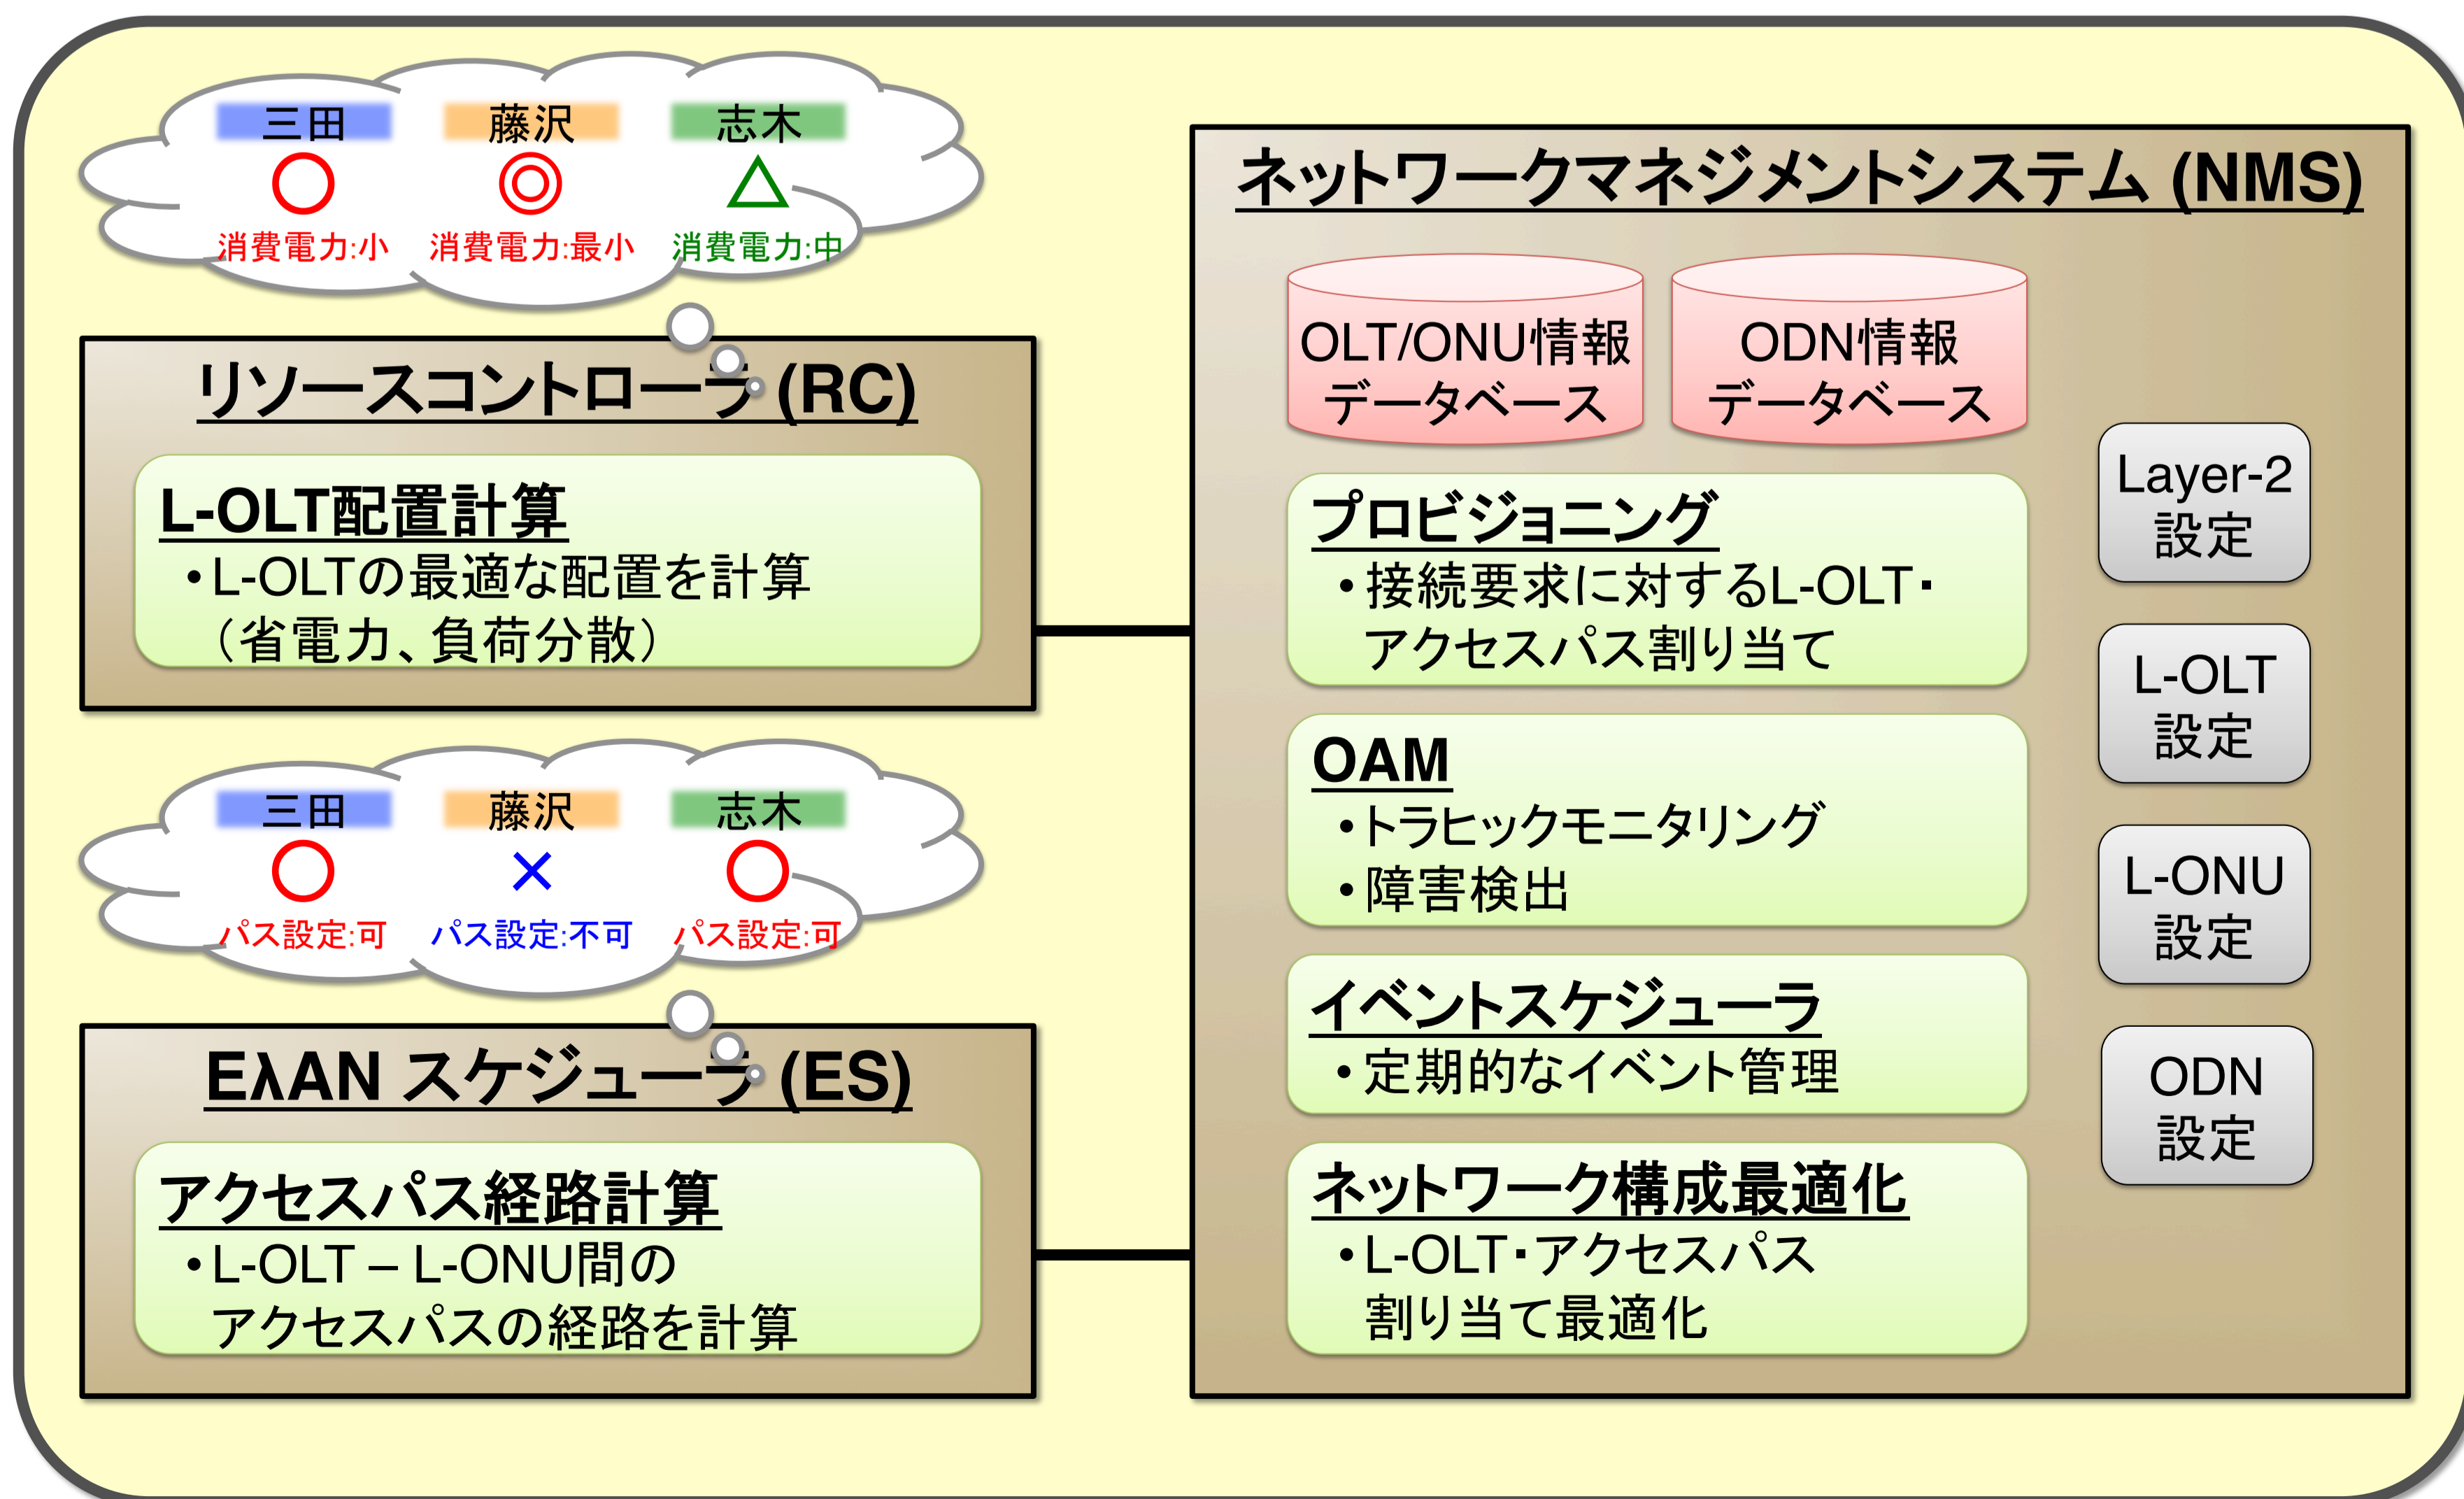 三田 藤沢 志木
消費電力:小 消費電力:最小 消費電力:中
リソースコントローラ (RC)
L-OLT配置計算
・L-OLTの最適な配置を計算
（省電力、負荷分散）
三田 藤沢 志木
パス設定:可 パス設定:不可 パス設定:可
EλAN スケジューラ (ES)
アクセスパス経路計算
・L-OLT – L-ONU間の
アクセスパスの経路を計算
ネットワークマネジメントシステム (NMS)
OLT/ONU情報
データベース
ODN情報
データベース
プロビジョニング
・接続要求に対するL-OLT・
アクセスパス割り当て
OAM
・トラヒックモニタリング
・障害検出
イベントスケジューラ
・定期的なイベント管理
ネットワーク構成最適化
・L-OLT・アクセスパス
割り当て最適化
Layer-2
設定
L-OLT
設定
L-ONU
設定
ODN
設定